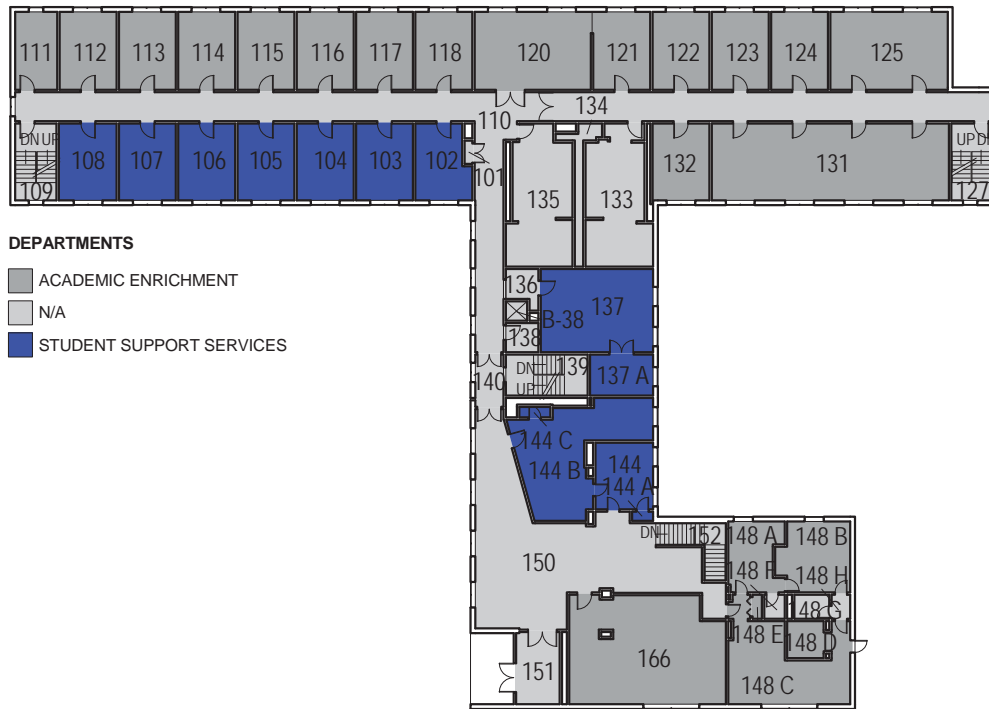 111 112 113 114 115 116 117 118 120 121 122 123 124 125
134
110
DN UP UP
108 107 106 105 104 103 102 101 132 131
109 135 133 127
DEPARTMENTS
ACADEMIC ENRICHMENT
N/A
STUDENT SUPPORT SERVICES
136 137
B-38
138
139
DN
140 137 A
UP
144 C
144 B 144
144 A
DN 152 148 A 148 B
150 148 F 148 H
48 G
148 E 148 D
151 166
148 C